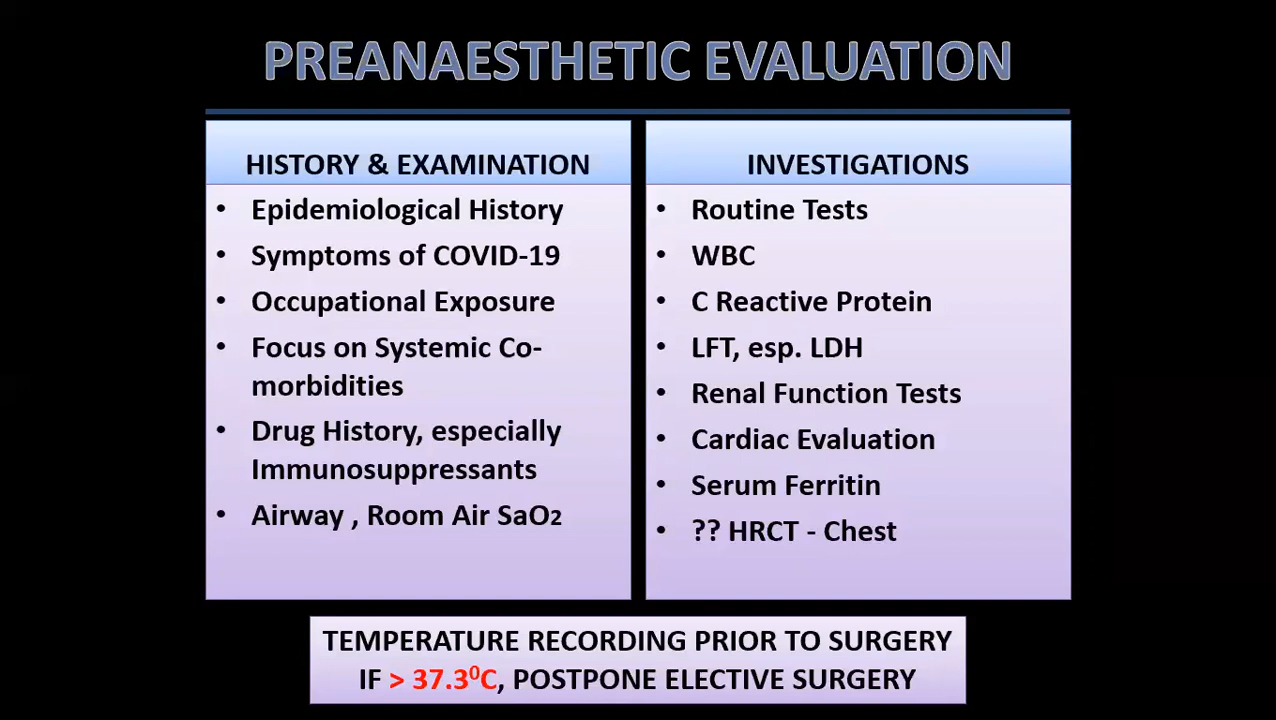 PREANAESTHETIC EVALUATION
HISTORY & EXAMINATION
• Epidemiological History
• Symptoms of COVID-19
• Occupational Exposure
• Focus on Systemic Co-
morbidities
• Drug History, especially
Immunosuppressants
• Airway , Room Air SaO2
INVESTIGATIONS
• Routine Tests
• WBC
• C Reactive Protein
• LFT, esp. LDH
• Renal Function Tests
• Cardiac Evaluation
• Serum Ferritin
• ?? HRCT - Chest
TEMPERATURE RECORDING PRIOR TO SURGERY
IF > 37.3⁰C, POSTPONE ELECTIVE SURGERY